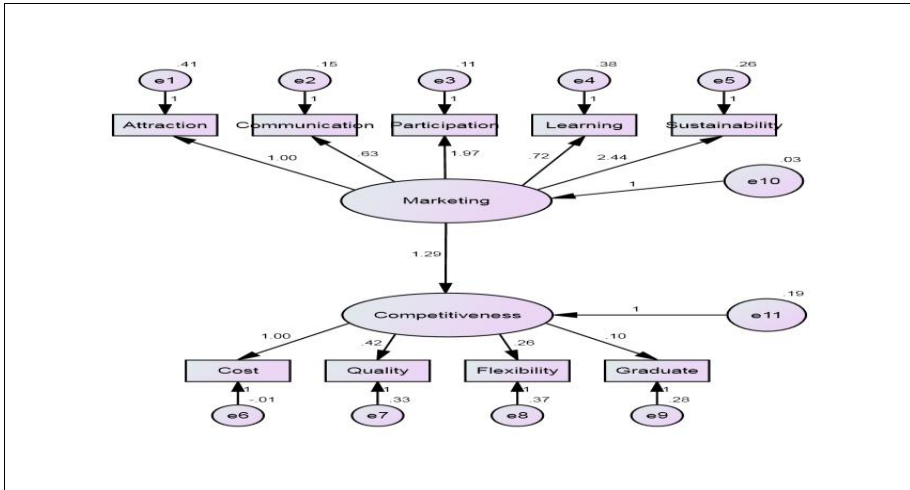 .41 .15 .11 .38 .26
e1 e2 e3 e4 e5
1 1 1 1 1
Attraction Communication Participation Learning Sustainability
1.00 .63 1.97 .72 2.44
.03
1 e10
Marketing
1.29
.19
Competitiveness 1 e11
1.00 .42 .26 .10
Cost Quality Flexibility Graduate
1 1 1 1
-.01 .33 .37 .28
e6 e7 e8 e9